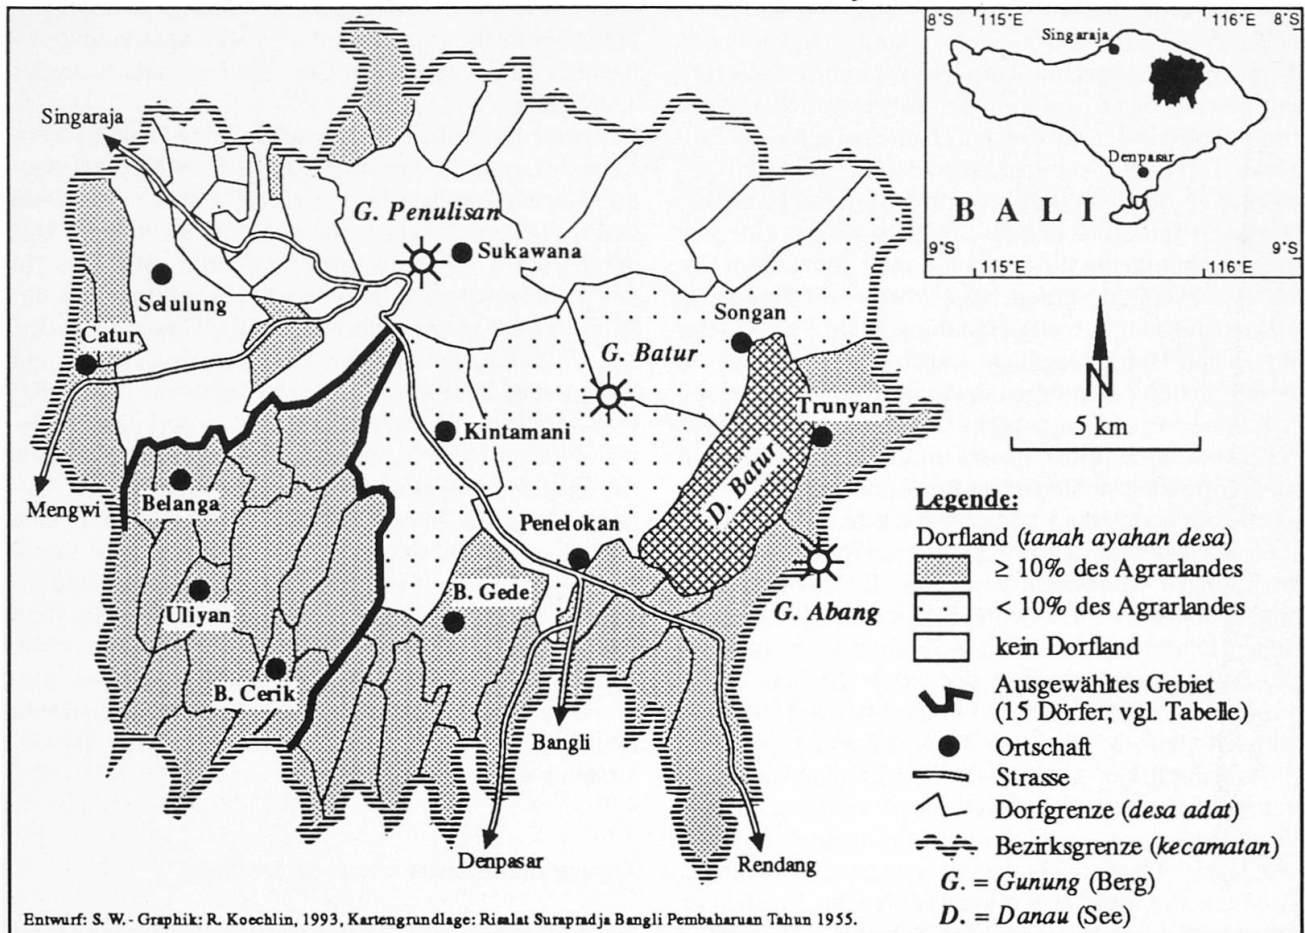 8°S 115°E 116°E 8°S
Singaraja
Denpasar
BALI
9°S 115°E 116°E 9°S
Singaraja
G. Penulisan
Sukawana
Selulung
Catur
Songan
G. Batur
Trunyan
Kintamani
D. Batur
Mengwi
Belanga
Penelokan
B. Gede
Uliyan
G. Abang
B. Cerik
Bangli
Denpasar
Rendang
N
5 km
Legende:
Dorfland (tanah ayahan desa)
≥ 10% des Agrarlandes
< 10% des Agrarlandes
kein Dorfland
Ausgewähltes Gebiet
(15 Dörfer; vgl. Tabelle)
Ortschaft
Strasse
Dorfgrenze (desa adat)
Bezirksgrenze (kecamatan)
G. = Gunung (Berg)
D. = Danau (See)
Entwurf: S. W.- Graphik: R. Koechlin, 1993, Kartengrundlage: Risalat Surapradja Bangli Pembaharuan Tahun 1955.